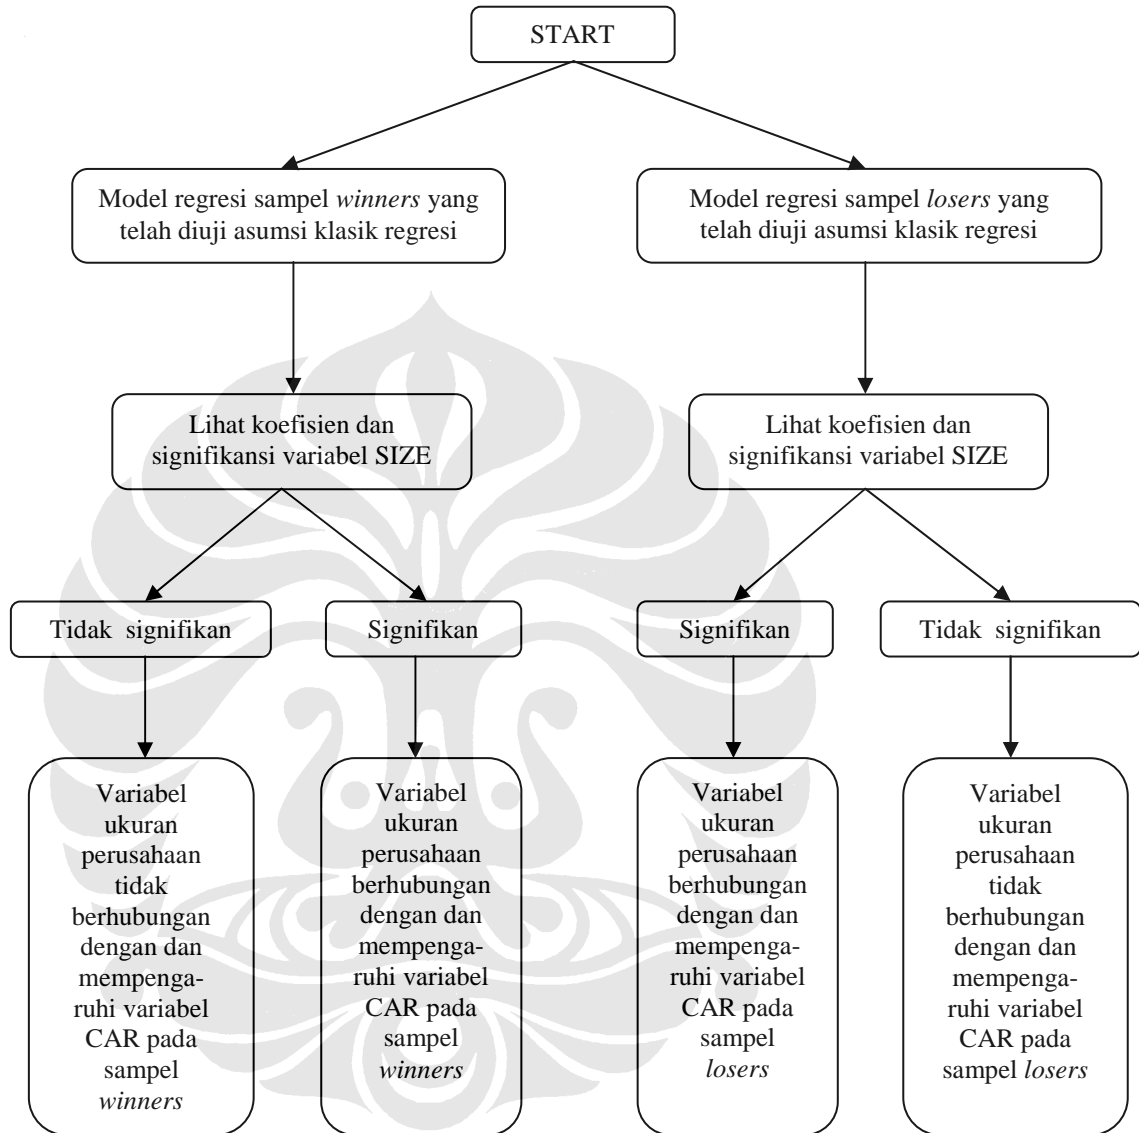 START
Model regresi sampel winners yang
telah diuji asumsi klasik regresi
Model regresi sampel losers yang
telah diuji asumsi klasik regresi
Lihat koefisien dan
signifikansi variabel SIZE
Lihat koefisien dan
signifikansi variabel SIZE
Tidak signifikan
Signifikan
Signifikan
Tidak signifikan
Variabel
ukuran
perusahaan
tidak
berhubungan
dengan dan
mempenga-
ruhi variabel
CAR pada
sampel
winners
Variabel
ukuran
perusahaan
berhubungan
dengan dan
mempenga-
ruhi variabel
CAR pada
sampel
winners
Variabel
ukuran
perusahaan
berhubungan
dengan dan
mempenga-
ruhi variabel
CAR pada
sampel
losers
Variabel
ukuran
perusahaan
tidak
berhubungan
dengan dan
mempenga-
ruhi variabel
CAR pada
sampel losers